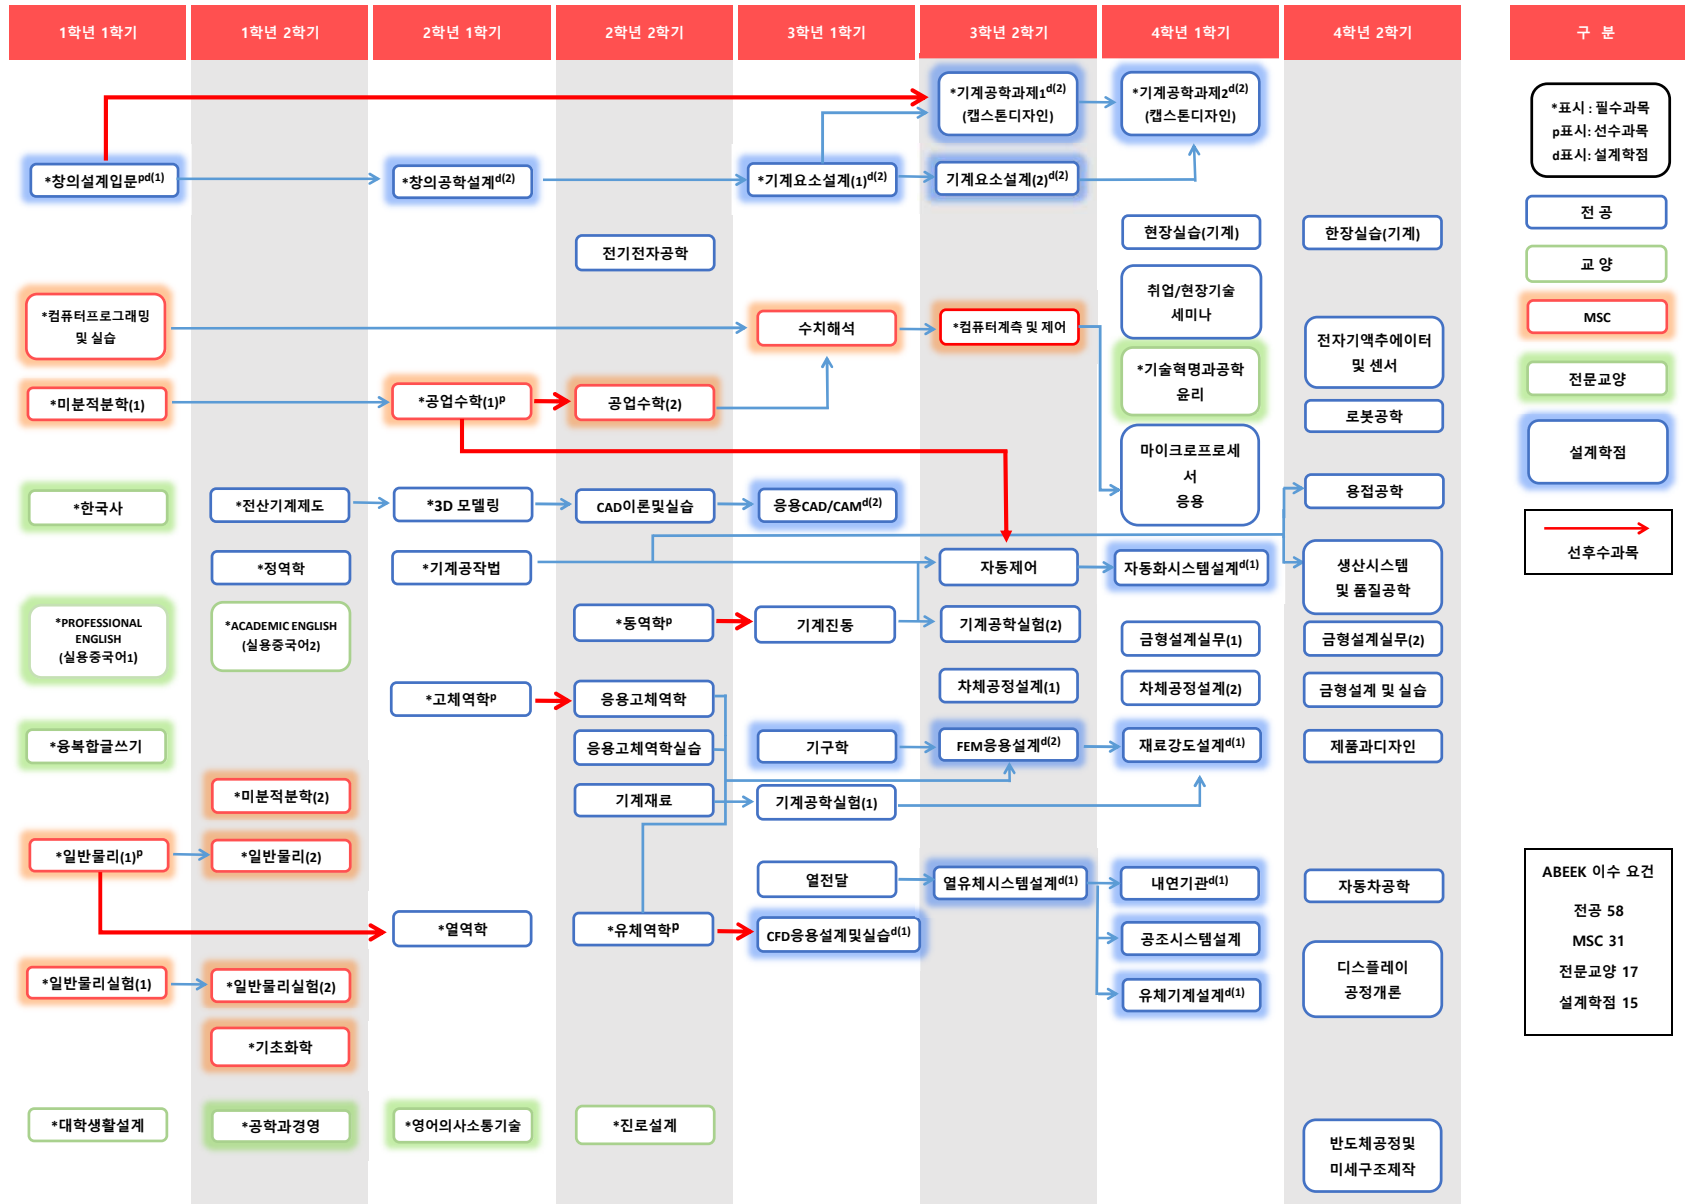 1학년 1학기
1학년 2학기
2학년 1학기
2학년 2학기
3학년 1학기
3학년 2학기
4학년 1학기
4학년 2학기
구 분
*창의설계입문pd(1)
*컴퓨터프로그래밍
및 실습
*미분적분학(1)
*한국사
*PROFESSIONAL
ENGLISH
(실용중국어1)
*융복합글쓰기
*일반물리(1)p
*일반물리실험(1)
*대학생활설계
*전산기계제도
*정역학
*ACADEMIC ENGLISH
(실용중국어2)
*미분적분학(2)
*일반물리(2)
*일반물리실험(2)
*기초화학
*공학과경영
*창의공학설계d(2)
*공업수학(1)p
*3D 모델링
*기계공작법
*고체역학p
*열역학
*영어의사소통기술
전기전자공학
공업수학(2)
CAD이론및실습
*동역학p
응용고체역학
응용고체역학실습
기계재료
*유체역학p
*진로설계
*기계요소설계(1)d(2)
수치해석
응용CAD/CAMd(2)
기계진동
기구학
기계공학실험(1)
열전달
CFD응용설계및실습d(1)
*기계공학과제1d(2)
(캡스톤디자인)
기계요소설계(2)d(2)
*컴퓨터계측 및 제어
자동제어
기계공학실험(2)
차체공정설계(1)
FEM응용설계d(2)
열유체시스템설계d(1)
*기계공학과제2d(2)
(캡스톤디자인)
현장실습(기계)
취업/현장기술
세미나
*기술혁명과공학
윤리
마이크로프로세
서
응용
자동화시스템설계d(1)
금형설계실무(1)
차체공정설계(2)
재료강도설계d(1)
내연기관d(1)
공조시스템설계
유체기계설계d(1)
한장실습(기계)
전자기액추에이터
및 센서
로봇공학
용접공학
생산시스템
및 품질공학
금형설계실무(2)
금형설계 및 실습
제품과디자인
자동차공학
디스플레이
공정개론
반도체공정및
미세구조제작
*표시 : 필수과목
p표시: 선수과목
d표시: 설계학점
전 공
교 양
MSC
전문교양
설계학점
선후수과목
ABEEK 이수 요건
전공 58
MSC 31
전문교양 17
설계학점 15